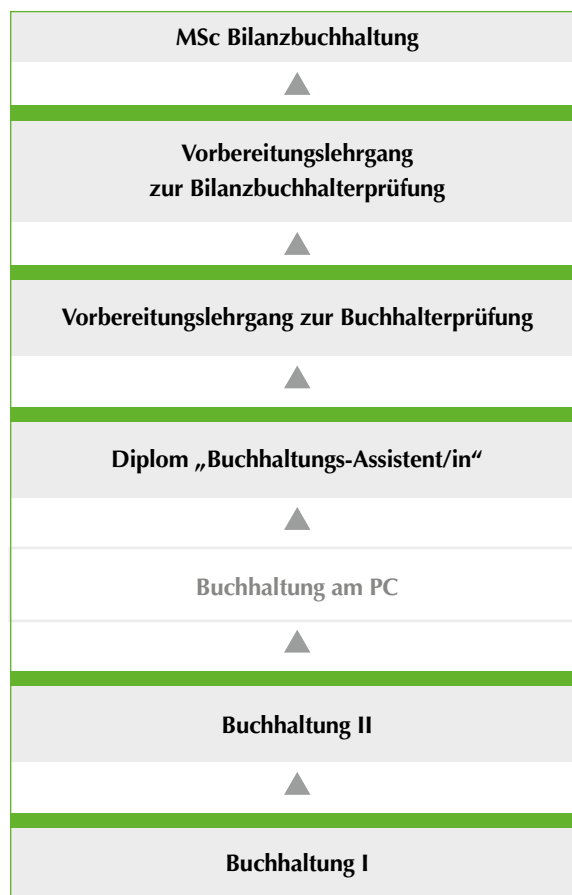 MSc Bilanzbuchhaltung
Vorbereitungslehrgang
zur Bilanzbuchhalterprüfung
Vorbereitungslehrgang zur Buchhalterprüfung
Diplom „Buchhaltungs-Assistent/in“
Buchhaltung am PC
Buchhaltung II
Buchhaltung I